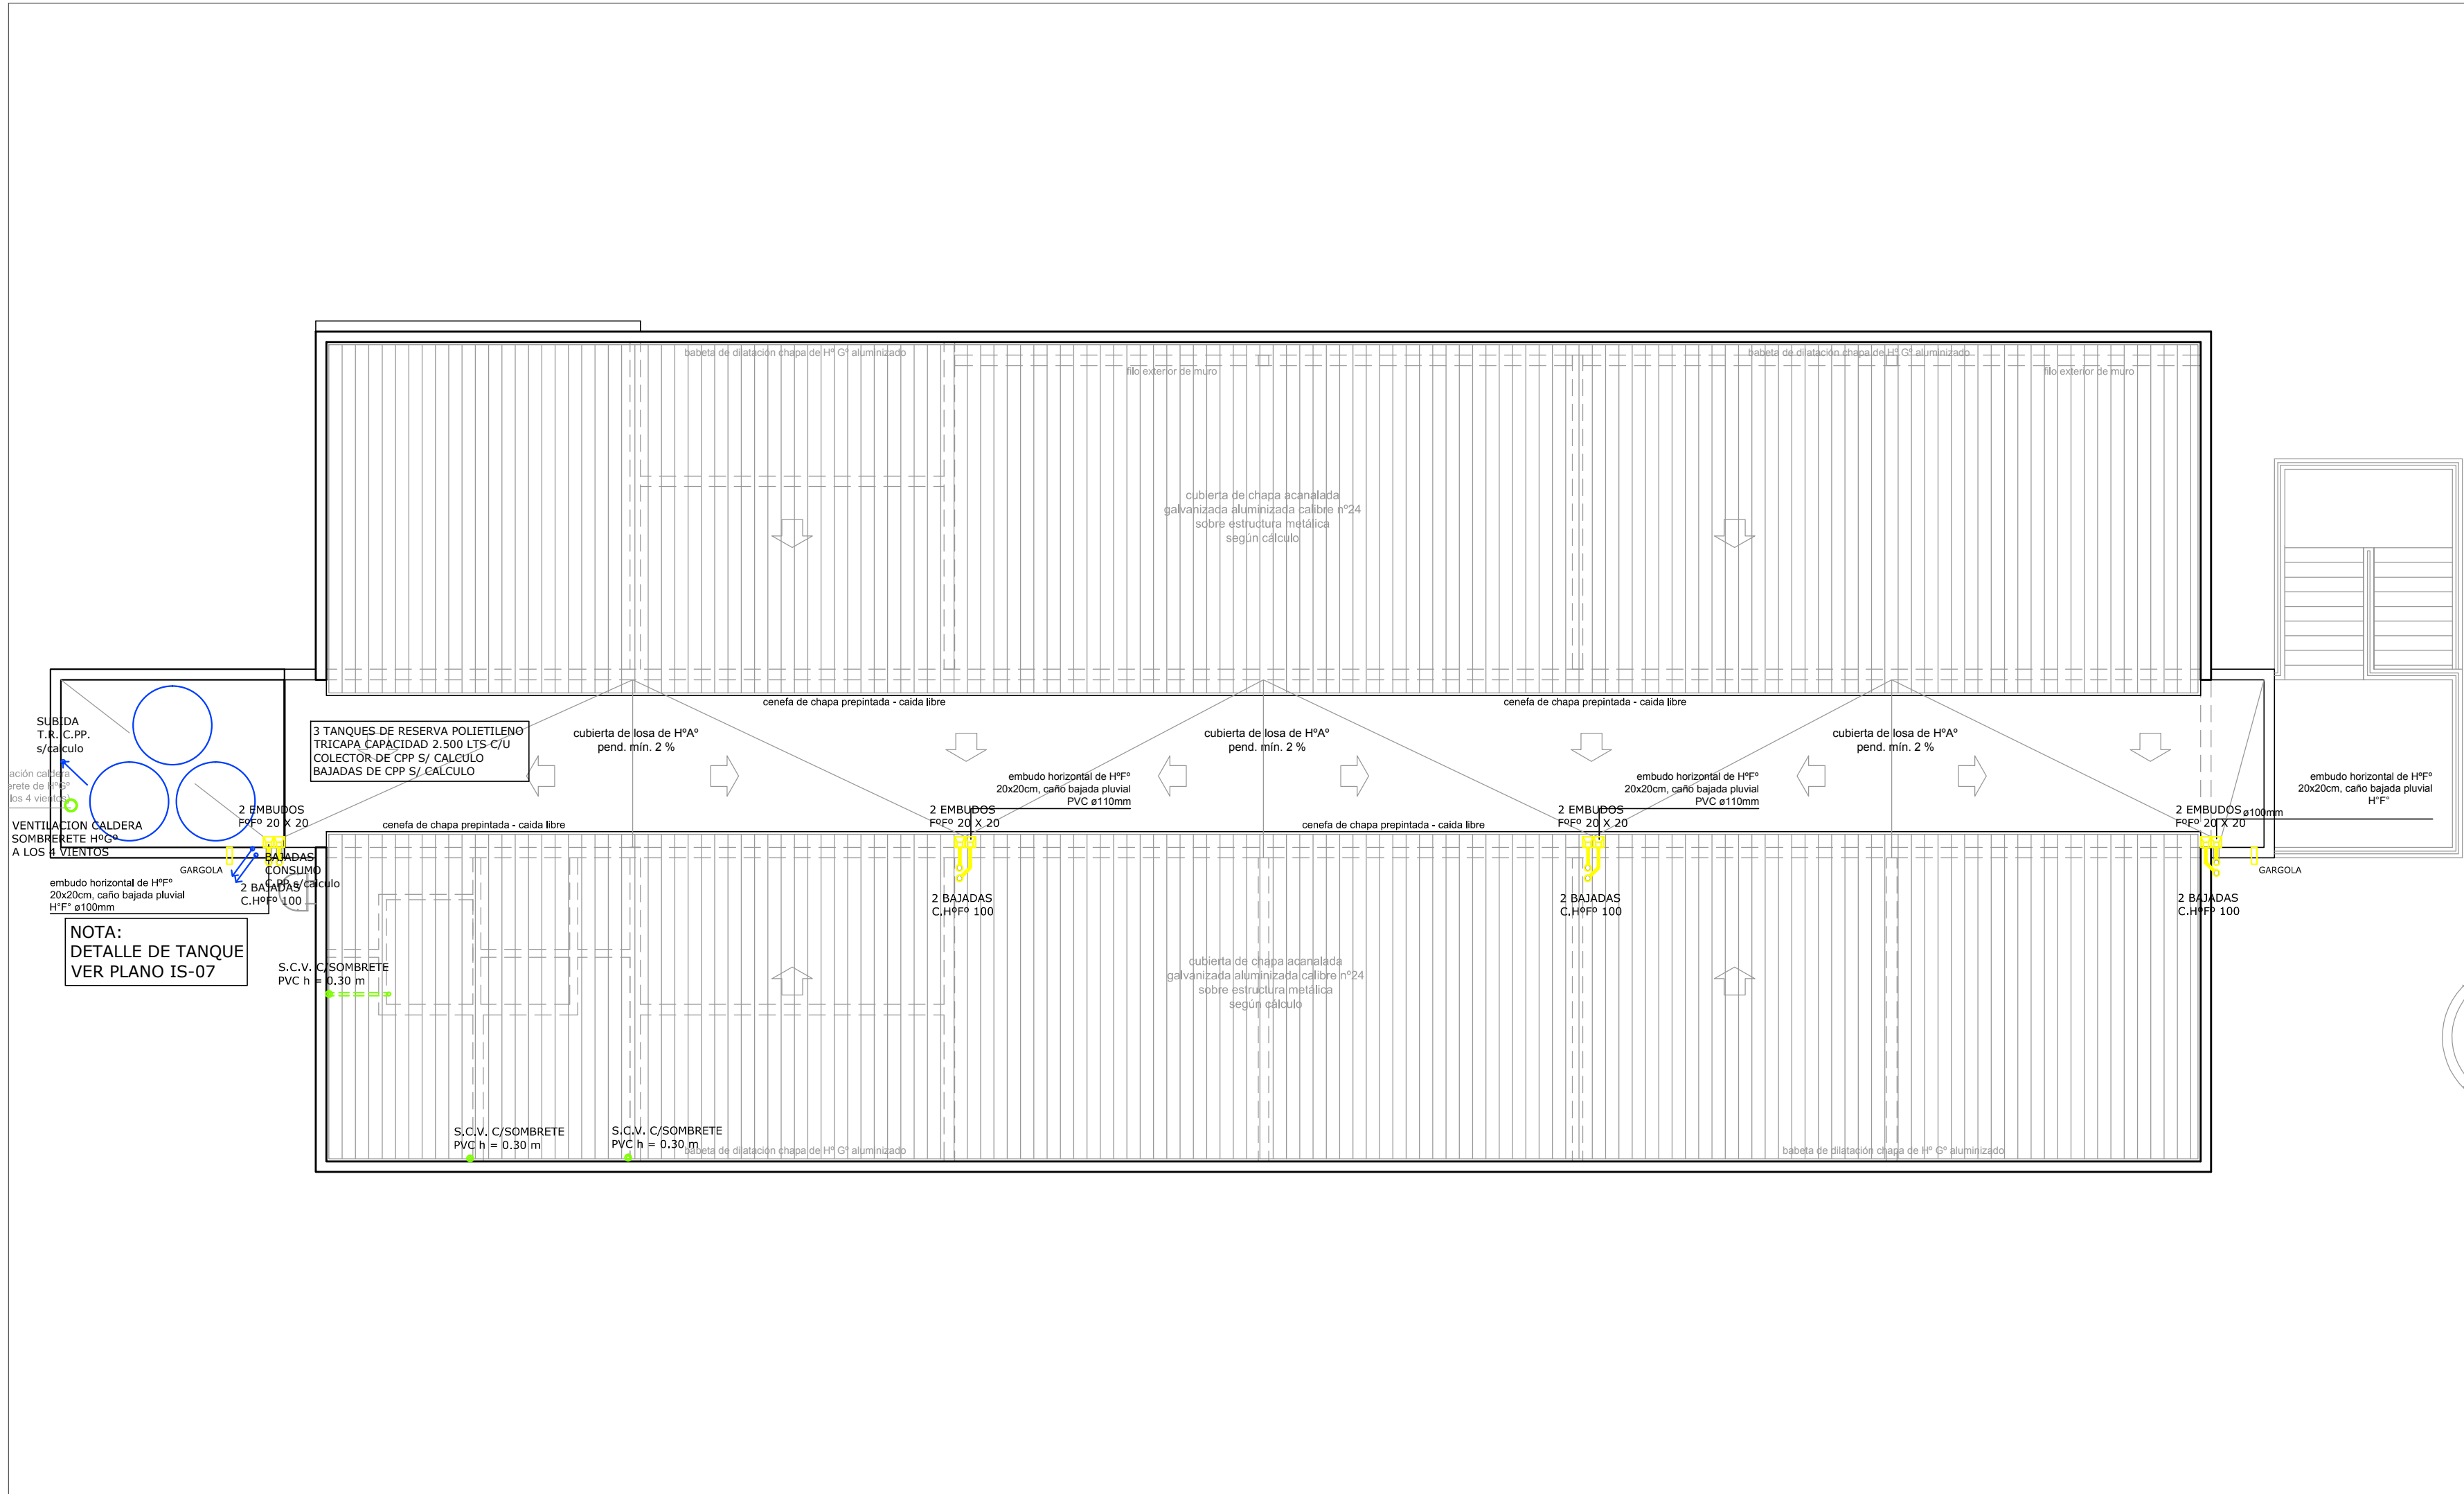 babeta de dilatación chapa de Hº Gº aluminizado
babeta de dilatación chapa de Hº Gº aluminizado
filo exterior de muro
filo exterior de muro
cubierta de chapa acanalada
galvanizada aluminizada calibre nº24
sobre estructura metálica
según cálculo
cenefa de chapa prepintada - caida libre
cenefa de chapa prepintada - caida libre
SUBIDA
T.R. C.PP.
s/calculo
3 TANQUES DE RESERVA POLIETILENO
TRICAPA CAPACIDAD 2.500 LTS C/U
COLECTOR DE CPP S/ CALCULO
BAJADAS DE CPP S/ CALCULO
cubierta de losa de HºAº
pend. mín. 2 %
cubierta de losa de HºAº
pend. mín. 2 %
cubierta de losa de HºAº
pend. mín. 2 %
ación caldera
erete de HºGº
los 4 vientos)
embudo horizontal de HºFº
20x20cm, caño bajada pluvial
PVC ø110mm
embudo horizontal de HºFº
20x20cm, caño bajada pluvial
PVC ø110mm
embudo horizontal de HºFº
20x20cm, caño bajada pluvial
H°F°
ø100mm
2 EMBUDOS
FºFº 20 X 20
2 EMBUDOS
FºFº 20 X 20
2 EMBUDOS
FºFº 20 X 20
2 EMBUDOS
FºFº 20 X 20
VENTILACION CALDERA
SOMBRERETE HºGº
A LOS 4 VIENTOS
cenefa de chapa prepintada - caida libre
cenefa de chapa prepintada - caida libre
GARGOLA
BAJADAS
CONSUMO
C.PP s/calculo
GARGOLA
embudo horizontal de HºFº
20x20cm, caño bajada pluvial
H°F° ø100mm
2 BAJADAS
C.HºFº 100
2 BAJADAS
C.HºFº 100
2 BAJADAS
C.HºFº 100
2 BAJADAS
C.HºFº 100
NOTA:
DETALLE DE TANQUE
VER PLANO IS-07
S.C.V. C/SOMBRETE
PVC h = 0.30 m
cubierta de chapa acanalada
galvanizada aluminizada calibre nº24
sobre estructura metálica
según cálculo
S.C.V. C/SOMBRETE
PVC h = 0.30 m
S.C.V. C/SOMBRETE
PVC h = 0.30 m
babeta de dilatación chapa de Hº Gº aluminizado
babeta de dilatación chapa de Hº Gº aluminizado